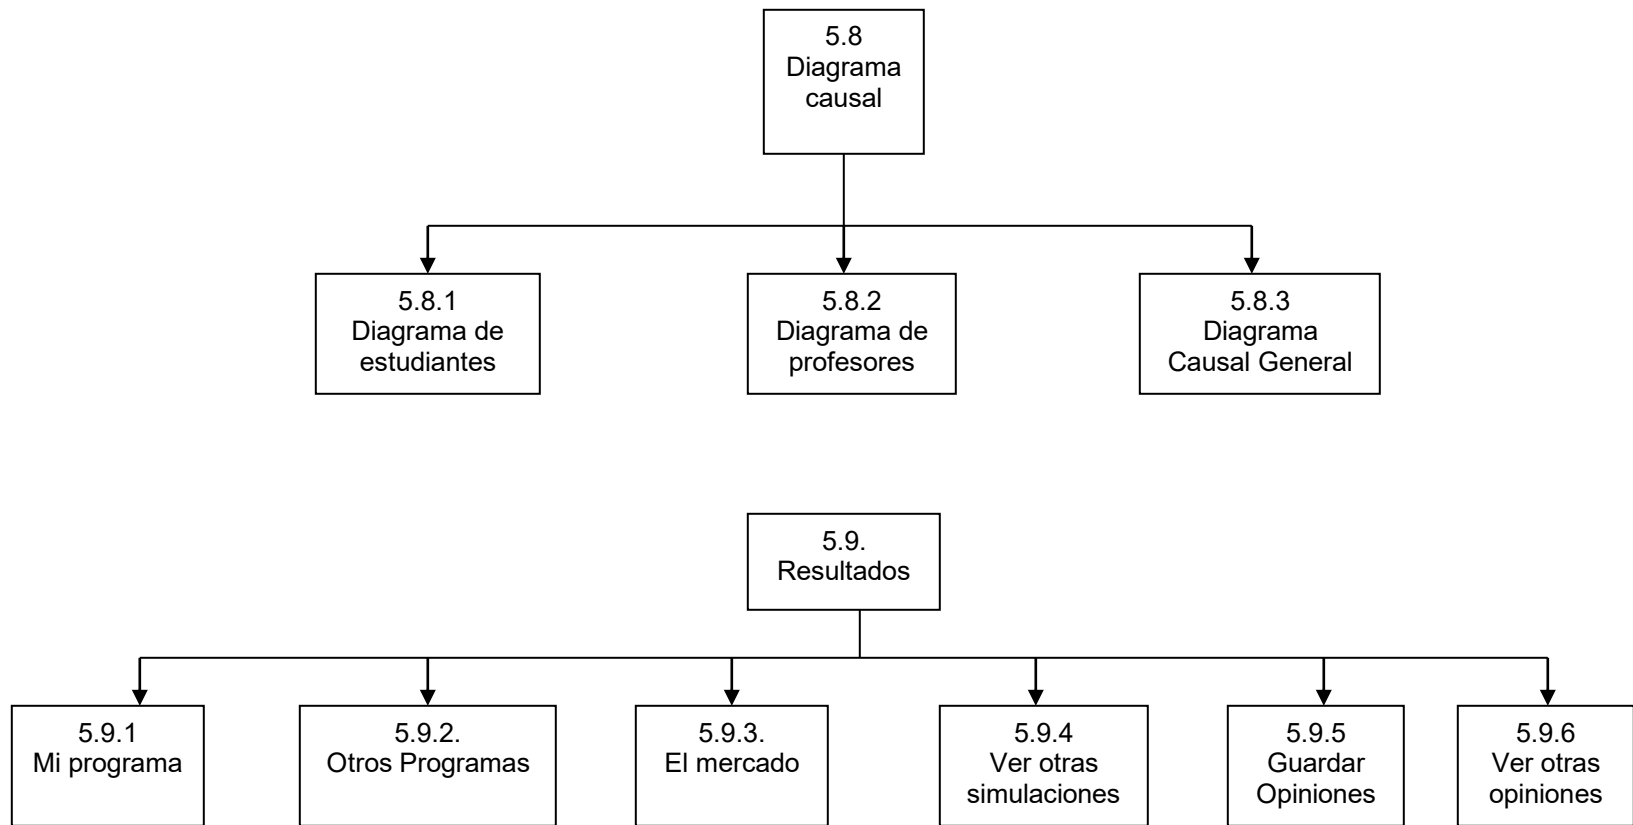 5.8
Diagrama
causal
5.8.1
Diagrama de
estudiantes
5.8.2
Diagrama de
profesores
5.8.3
Diagrama
Causal General
5.9.
Resultados
5.9.1
Mi programa
5.9.2.
Otros Programas
5.9.3.
El mercado
5.9.4
Ver otras
simulaciones
5.9.5
Guardar
Opiniones
5.9.6
Ver otras
opiniones